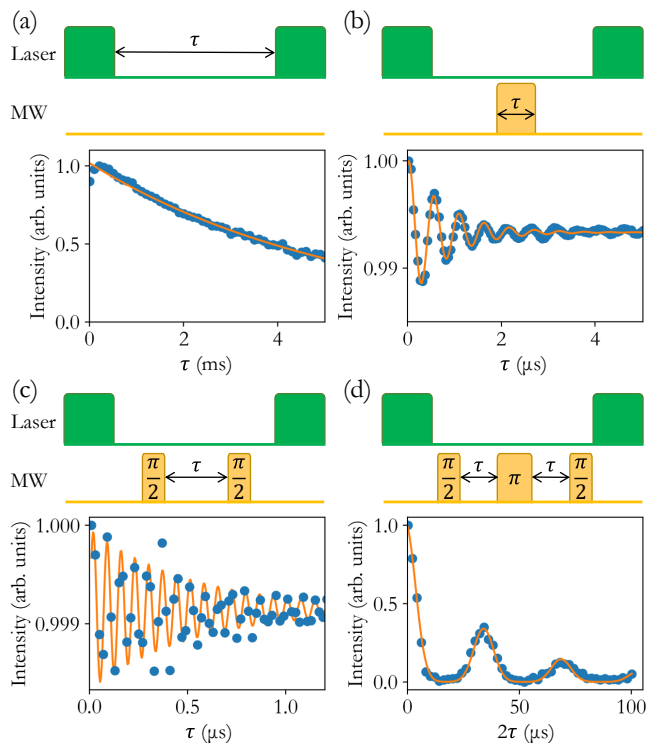 (a)
Laser
τ
MW
Intensity (arb. units)
1.0
0.5
0.0
0
2
4
τ (ms)
(b)
τ
Intensity (arb. units)
1.00
0.99
0
2
4
τ (μs)
(c)
Laser
MW
π/2
τ
π/2
Intensity (arb. units)
1.000
0.999
0.0
0.5
1.0
τ (μs)
(d)
π/2
τ
π
τ
π/2
Intensity (arb. units)
1.0
0.5
0.0
0
50
100
2τ (μs)